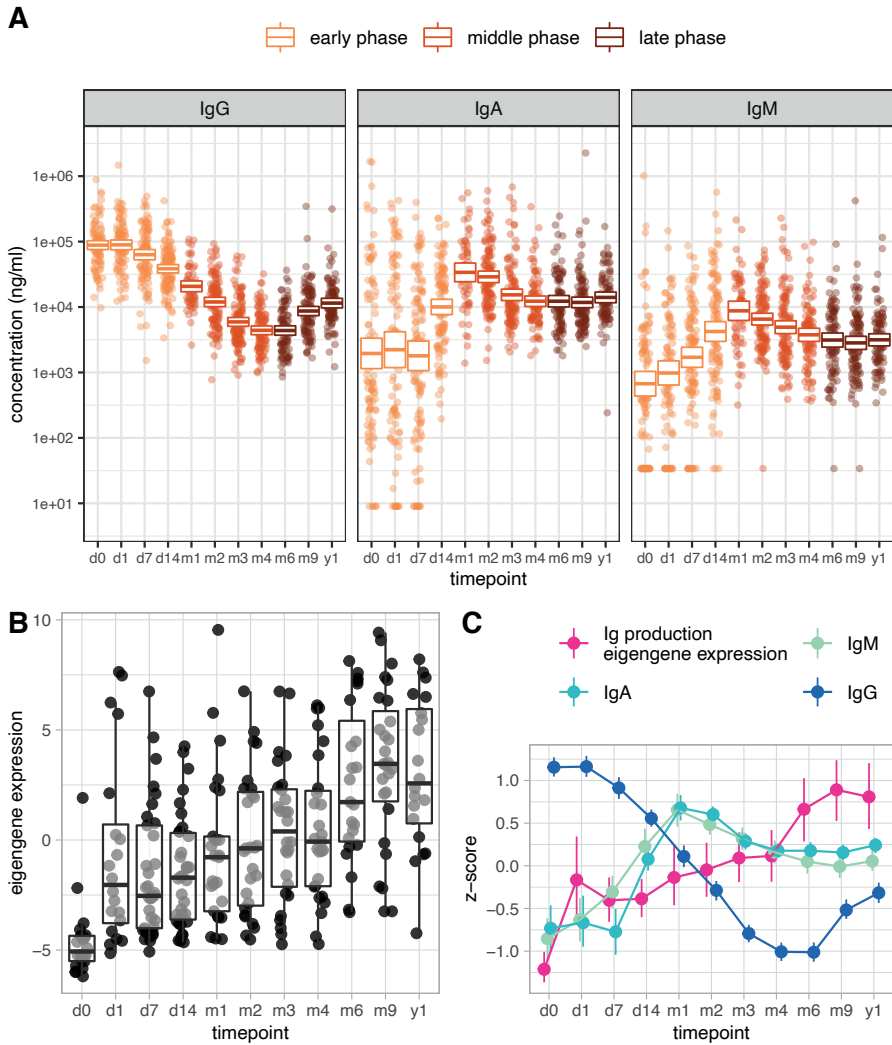 A
early phase middle phase late phase
IgG IgA IgM
concentration (ng/ml)
1e+06
1e+05
1e+04
1e+03
1e+02
1e+01
d0 d1 d7 d14 m1 m2 m3 m4 m6 m9 y1
d0 d1 d7 d14 m1 m2 m3 m4 m6 m9 y1
d0 d1 d7 d14 m1 m2 m3 m4 m6 m9 y1
timepoint
B
eigengene expression
10
5
0
−5
d0 d1 d7 d14 m1 m2 m3 m4 m6 m9 y1
timepoint
C
Ig production
eigengene expression
IgM
IgA
IgG
z-score
1.0
0.5
0.0
−0.5
−1.0
d0 d1 d7 d14 m1 m2 m3 m4 m6 m9 y1
timepoint